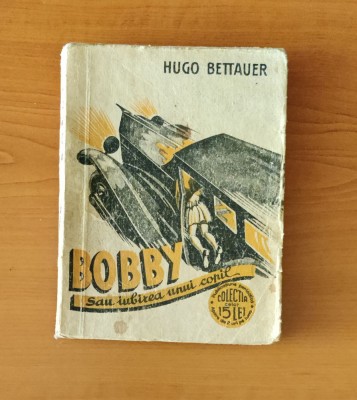 HUGO BETTAUER
BOBBY
sau iubirea unui copil
COLECȚIA
15 LEI